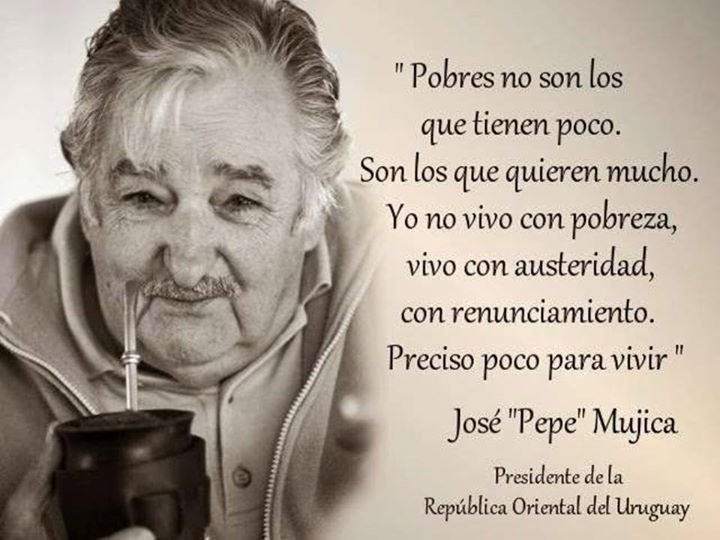 " Pobres no son los
que tienen poco.
Son los que quieren mucho.
Yo no vivo con pobreza,
vivo con austeridad,
con renunciamiento.
Preciso poco para vivir "
José "Pepe" Mujica
Presidente de la
República Oriental del Uruguay